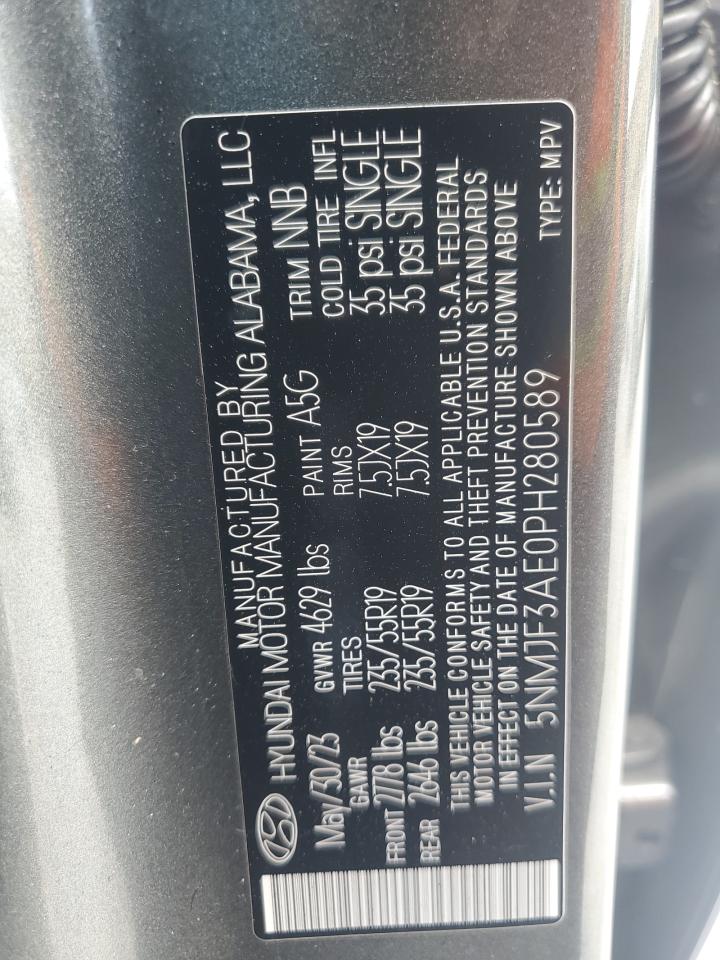 MANUFACTURED BY
HYUNDAI MOTOR MANUFACTURING ALABAMA, LLC
May/30/23 GVWR 4629 lbs PAINT A5G TRIM NNB
GAWR TIRES RIMS COLD TIRE INFL
FRONT 2778 lbs 235/55R19 7.5JX19 35 psi SINGLE
REAR 2646 lbs 235/55R19 7.5JX19 35 psi SINGLE
THIS VEHICLE CONFORMS TO ALL APPLICABLE U.S.A. FEDERAL
MOTOR VEHICLE SAFETY AND THEFT PREVENTION STANDARDS
IN EFFECT ON THE DATE OF MANUFACTURE SHOWN ABOVE
V.I.N 5NMJF3AE0PH280589 TYPE: MPV